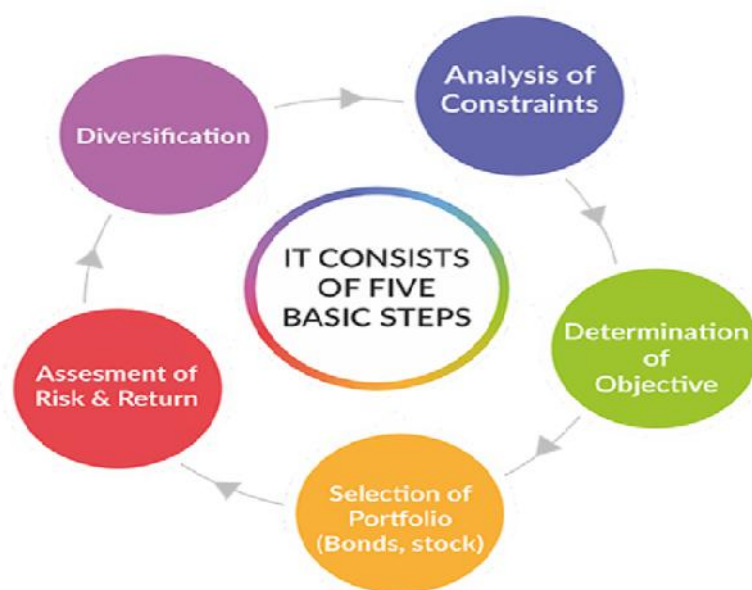 Analysis of
Constraints
Diversification
IT CONSISTS
OF FIVE
BASIC STEPS
Determination
of
Objective
Assesment of
Risk & Return
Selection of
Portfolio
(Bonds, stock)